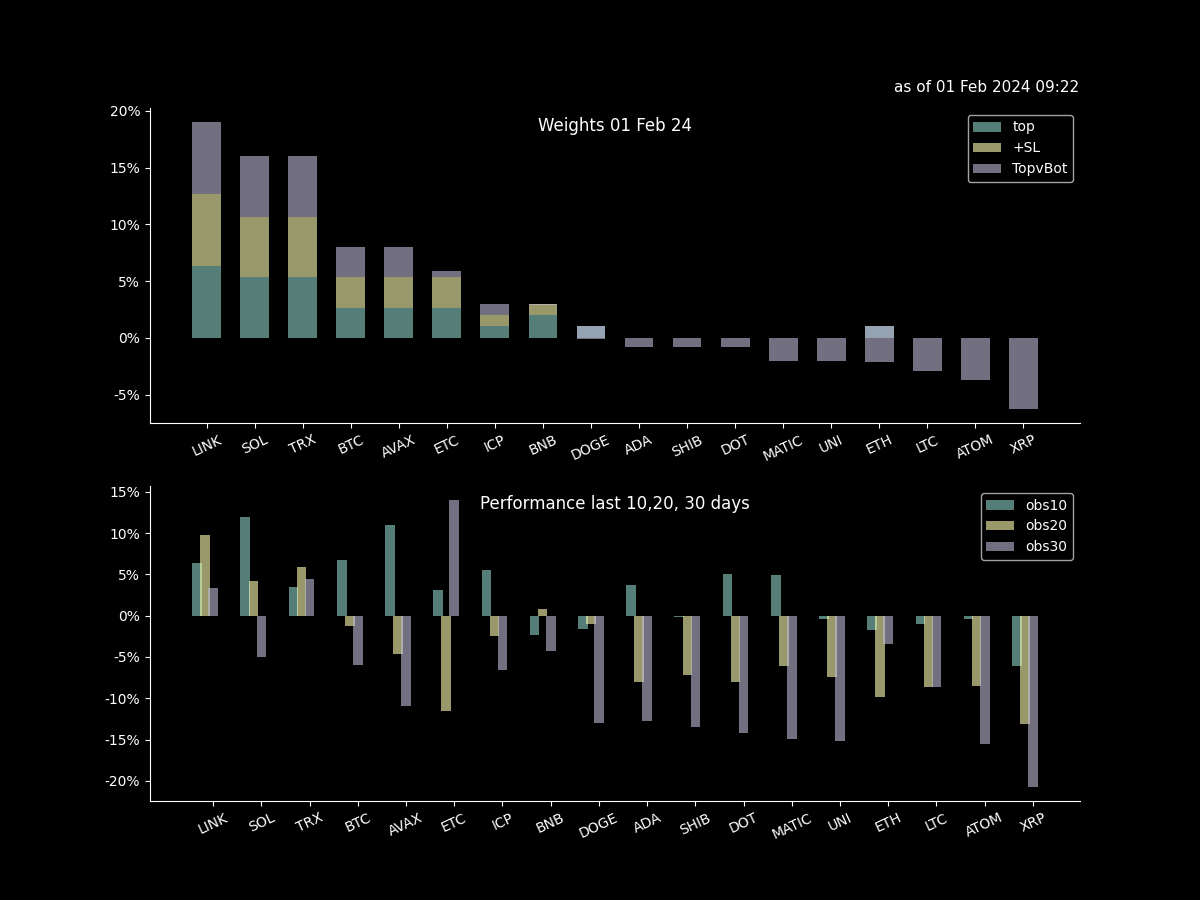 as of 01 Feb 2024 09:22
Weights 01 Feb 24
top
+SL
TopvBot
20%
15%
10%
5%
0%
-5%
LINK SOL TRX BTC AVAX ETC ICP BNB DOGE ADA SHIB DOT MATIC UNI ETH LTC ATOM XRP
Performance last 10,20, 30 days
obs10
obs20
obs30
15%
10%
5%
0%
-5%
-10%
-15%
-20%
LINK SOL TRX BTC AVAX ETC ICP BNB DOGE ADA SHIB DOT MATIC UNI ETH LTC ATOM XRP